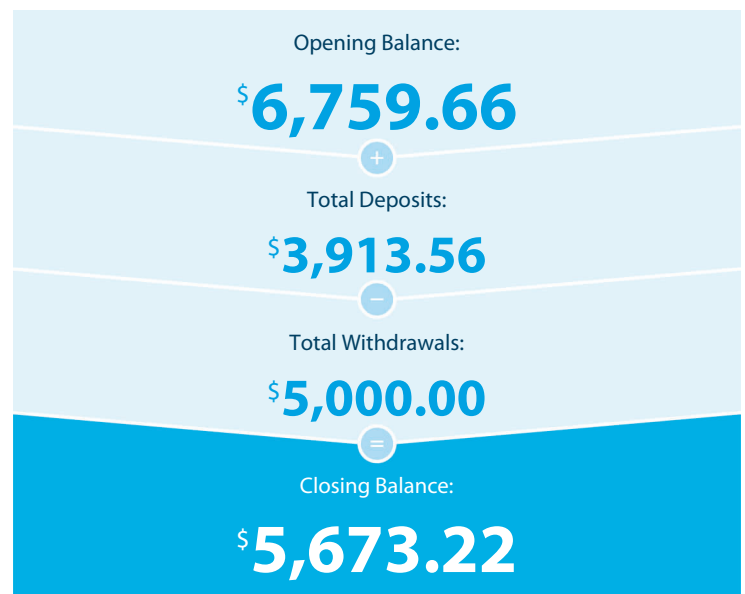 Opening Balance:
$6,759.66
+
Total Deposits:
$3,913.56
−
Total Withdrawals:
$5,000.00
=
Closing Balance:
$5,673.22